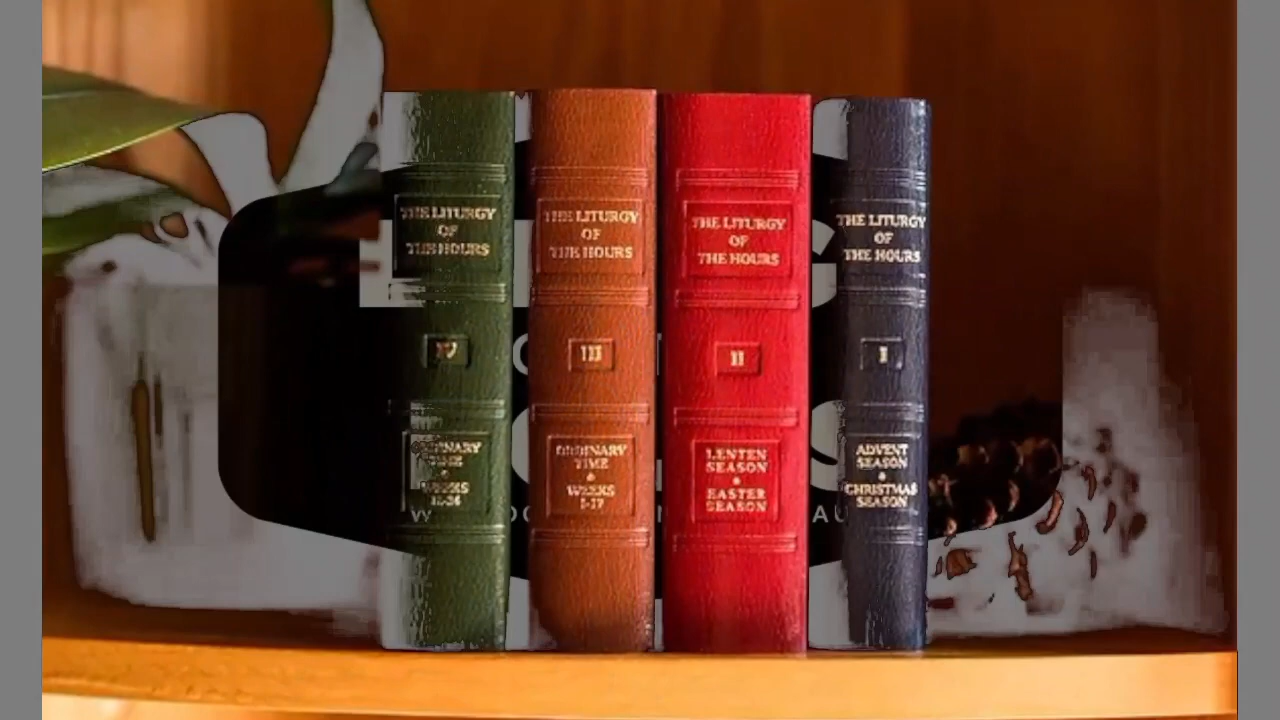 THE LITURGY
OF
THE HOURS
IV
ORDINARY
TIME
WEEKS
THE LITURGY
OF
THE HOURS
III
ORDINARY
TIME
WEEKS
1-17
THE LITURGY
OF
THE HOURS
II
LENTEN
SEASON
EASTER
SEASON
THE LITURGY
OF
THE HOURS
I
ADVENT
SEASON
CHRISTMAS
SEASON